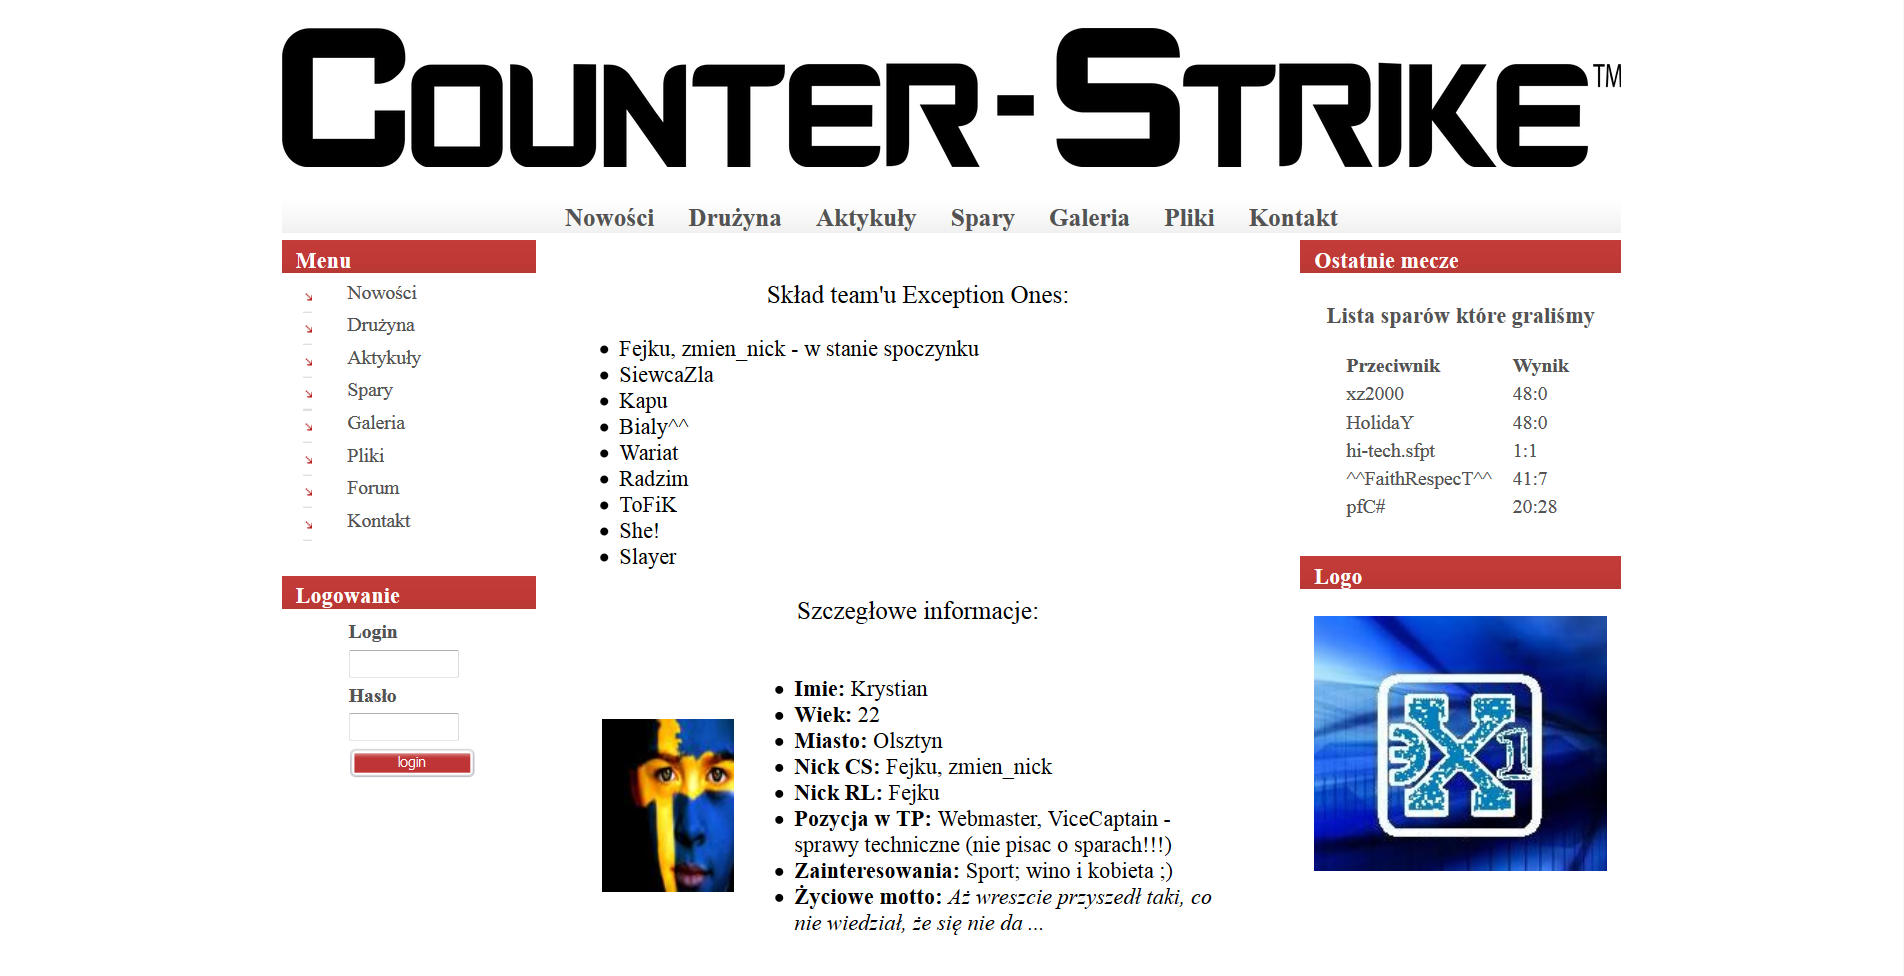 COUNTER-STRIKE™
Nowości Drużyna Aktykuły Spary Galeria Pliki Kontakt
Menu
Nowości
Drużyna
Aktykuły
Spary
Galeria
Pliki
Forum
Kontakt
Logowanie
Login
Hasło
login
Skład team'u Exception Ones:
Fejku, zmien_nick - w stanie spoczynku
SiewcaZla
Kapu
Bialy^^
Wariat
Radzim
ToFiK
She!
Slayer
Szczegłowe informacje:
Imie: Krystian
Wiek: 22
Miasto: Olsztyn
Nick CS: Fejku, zmien_nick
Nick RL: Fejku
Pozycja w TP: Webmaster, ViceCaptain -
sprawy techniczne (nie pisac o sparach!!!)
Zainteresowania: Sport; wino i kobieta ;)
Życiowe motto: Aż wreszcie przyszedł taki, co
nie wiedział, że się nie da ...
Ostatnie mecze
Lista sparów które graliśmy
Przeciwnik Wynik
xz2000 48:0
HolidaY 48:0
hi-tech.sfpt 1:1
^^FaithRespecT^^ 41:7
pfC# 20:28
Logo
eX1